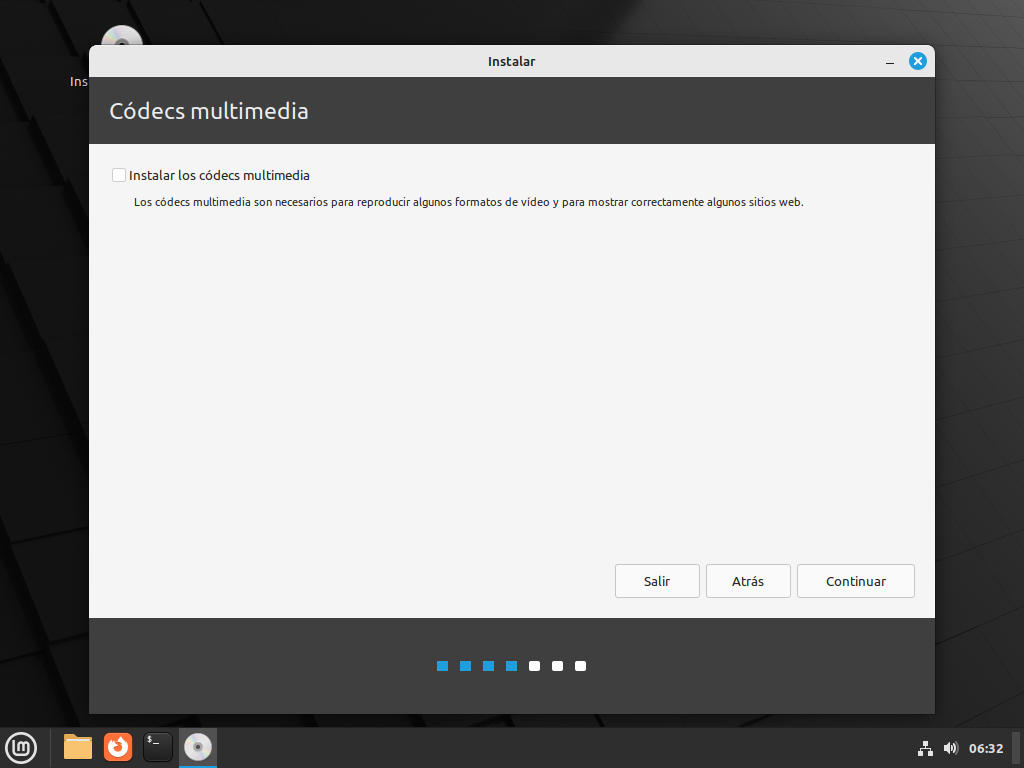 Instalar
Ins
Códecs multimedia
Instalar los códecs multimedia
Los códecs multimedia son necesarios para reproducir algunos formatos de vídeo y para mostrar correctamente algunos sitios web.
Salir
Atrás
Continuar
$_
06:32